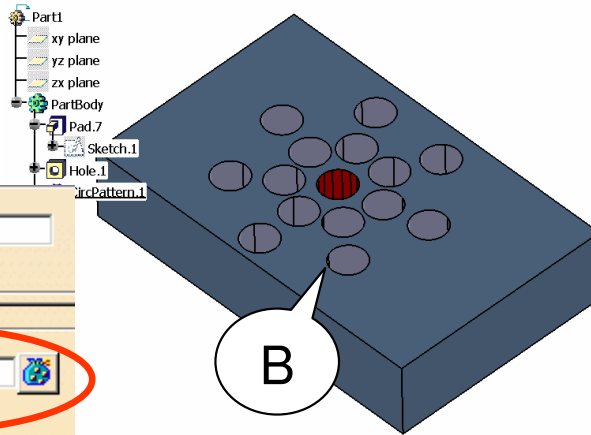 Part1
xy plane
yz plane
zx plane
PartBody
Pad.7
Sketch.1
Hole.1
CircPattern.1
B